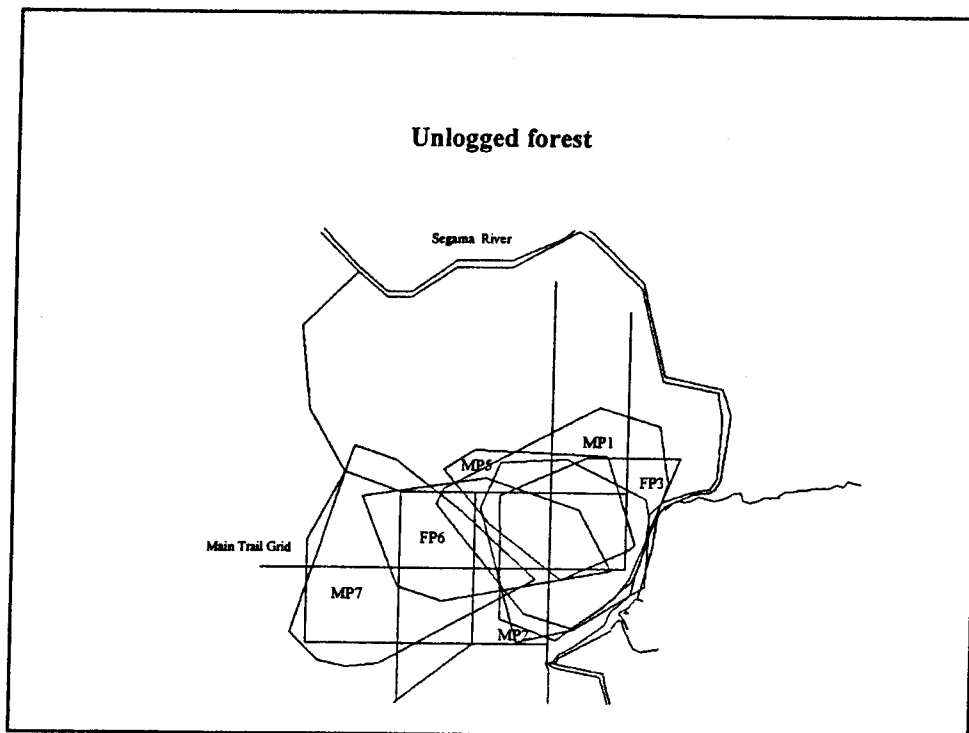 Unlogged forest
Segama River
MP1
MP5
FP3
FP6
Main Trail Grid
MP7
MP2